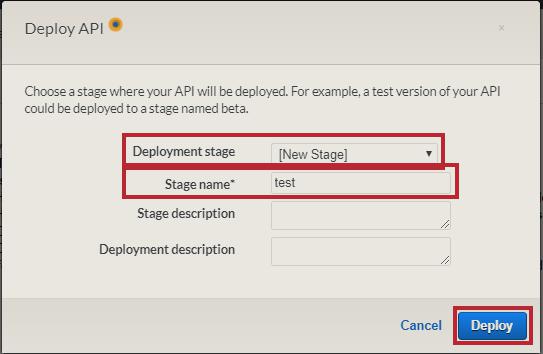 Deploy API
Choose a stage where your API will be deployed. For example, a test version of your API
could be deployed to a stage named beta.
Deployment stage [New Stage]
Stage name* test
Stage description
Deployment description
Cancel Deploy